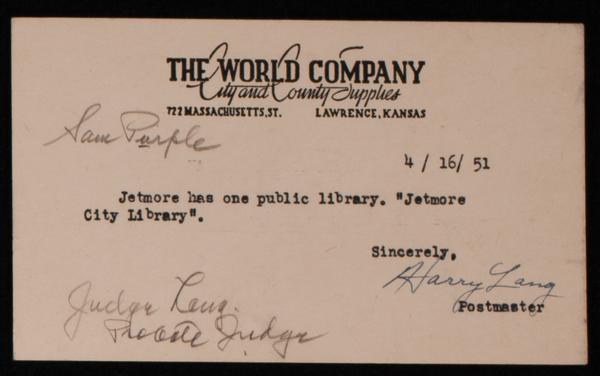 THE WORLD COMPANY
City and County Supplies
722 MASSACHUSETTS, ST. LAWRENCE, KANSAS
Sam Purple
4 / 16/ 51
Jetmore has one public library. "Jetmore
City Library".
Sincerely,
Harry Lang
Postmaster
Judge Lang.
Probate Judge